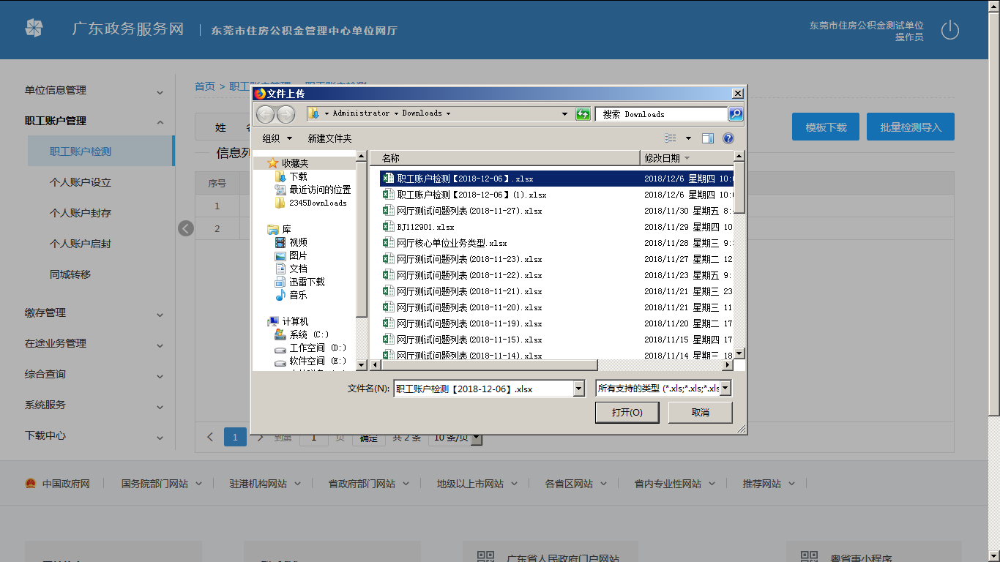 广东政务服务网 | 东莞市住房公积金管理中心单位网厅
东莞市住房公积金测试单位
操作员
单位信息管理
职工账户管理
职工账户检测
个人账户设立
个人账户封存
个人账户启封
同城转移
缴存管理
在途业务管理
综合查询
系统服务
下载中心
首页 >
姓
模板下载
批量检测导入
信息列
序号
1
2
文件上传
Administrator Downloads
搜索 Downloads
组织
新建文件夹
收藏夹
下载
最近访问的位置
2345Downloads
库
视频
图片
文档
迅雷下载
音乐
计算机
系统 (C:)
工作空间 (D:)
软件空间 (E:)
名称 修改日期
职工账户检测【2018-12-06】.xlsx 2018/12/6 星期四 10:
职工账户检测【2018-12-06】(1).xlsx 2018/12/6 星期四 10:
网厅测试问题列表(2018-11-27).xlsx 2018/11/30 星期五 8:
BJ112901.xlsx 2018/11/29 星期四 10
网厅核心单位业务类型.xlsx 2018/11/28 星期三 9:
网厅测试问题列表(2018-11-23).xlsx 2018/11/27 星期二 12
网厅测试问题列表(2018-11-22).xlsx 2018/11/23 星期五 9:
网厅测试问题列表(2018-11-21).xlsx 2018/11/21 星期三 23
网厅测试问题列表(2018-11-20).xlsx 2018/11/21 星期三 11
网厅测试问题列表(2018-11-19).xlsx 2018/11/20 星期二 17
网厅测试问题列表(2018-11-15).xlsx 2018/11/15 星期四 17
网厅测试问题列表(2018-11-14).xlsx 2018/11/14 星期三 18
文件名(N): 职工账户检测【2018-12-06】.xlsx
所有支持的类型 (*.xls;*.xls;*.xls
打开(O)
取消
1 到第 1 页 确定 共 2 条 10 条/页
中国政府网 国务院部门网站 驻港机构网站 省政府部门网站 地级以上市网站 各省区网站 省内专业性网站 推荐网站
广东省人民政府门户网站
粤省事小程序